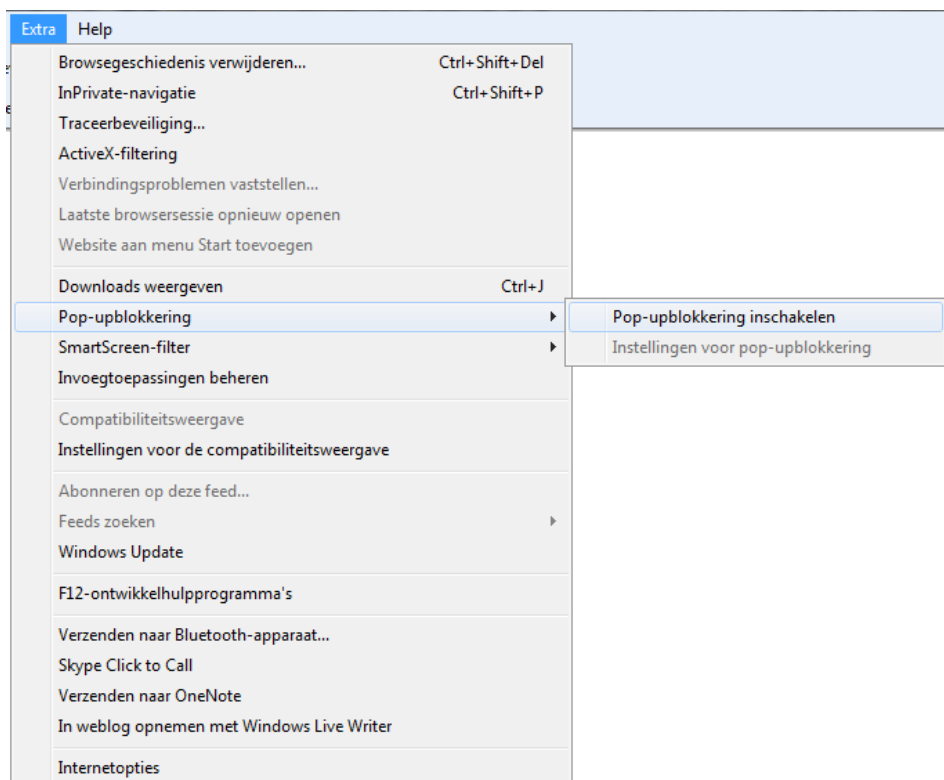 Extra Help
Browsegeschiedenis verwijderen... Ctrl+Shift+Del
InPrivate-navigatie Ctrl+Shift+P
Traceerbeveiliging...
ActiveX-filtering
Verbindingsproblemen vaststellen...
Laatste browsersessie opnieuw openen
Website aan menu Start toevoegen
Downloads weergeven Ctrl+J
Pop-upblokkering
Pop-upblokkering inschakelen
SmartScreen-filter
Instellingen voor pop-upblokkering
Invoegtoepassingen beheren
Compatibiliteitsweergave
Instellingen voor de compatibiliteitsweergave
Abonneren op deze feed...
Feeds zoeken
Windows Update
F12-ontwikkelhulpprogramma's
Verzenden naar Bluetooth-apparaat...
Skype Click to Call
Verzenden naar OneNote
In weblog opnemen met Windows Live Writer
Internetopties